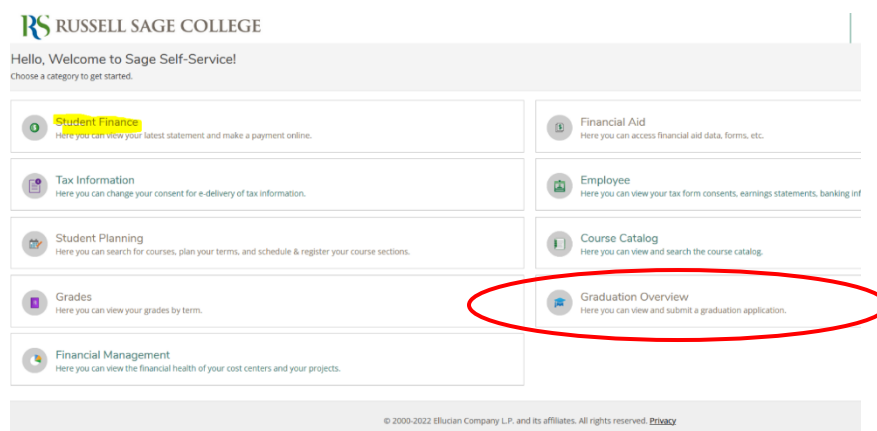 RS RUSSELL SAGE COLLEGE
Hello, Welcome to Sage Self-Service!
Choose a category to get started.
Student Finance
Here you can view your latest statement and make a payment online.
Financial Aid
Here you can access financial aid data, forms, etc.
Tax Information
Here you can change your consent for e-delivery of tax information.
Employee
Here you can view your tax form consents, earnings statements, banking inf
Student Planning
Here you can search for courses, plan your terms, and schedule & register your course sections.
Course Catalog
Here you can view and search the course catalog.
Grades
Here you can view your grades by term.
Graduation Overview
Here you can view and submit a graduation application.
Financial Management
Here you can view the financial health of your cost centers and your projects.
© 2000-2022 Ellucian Company L.P. and its affiliates. All rights reserved. Privacy